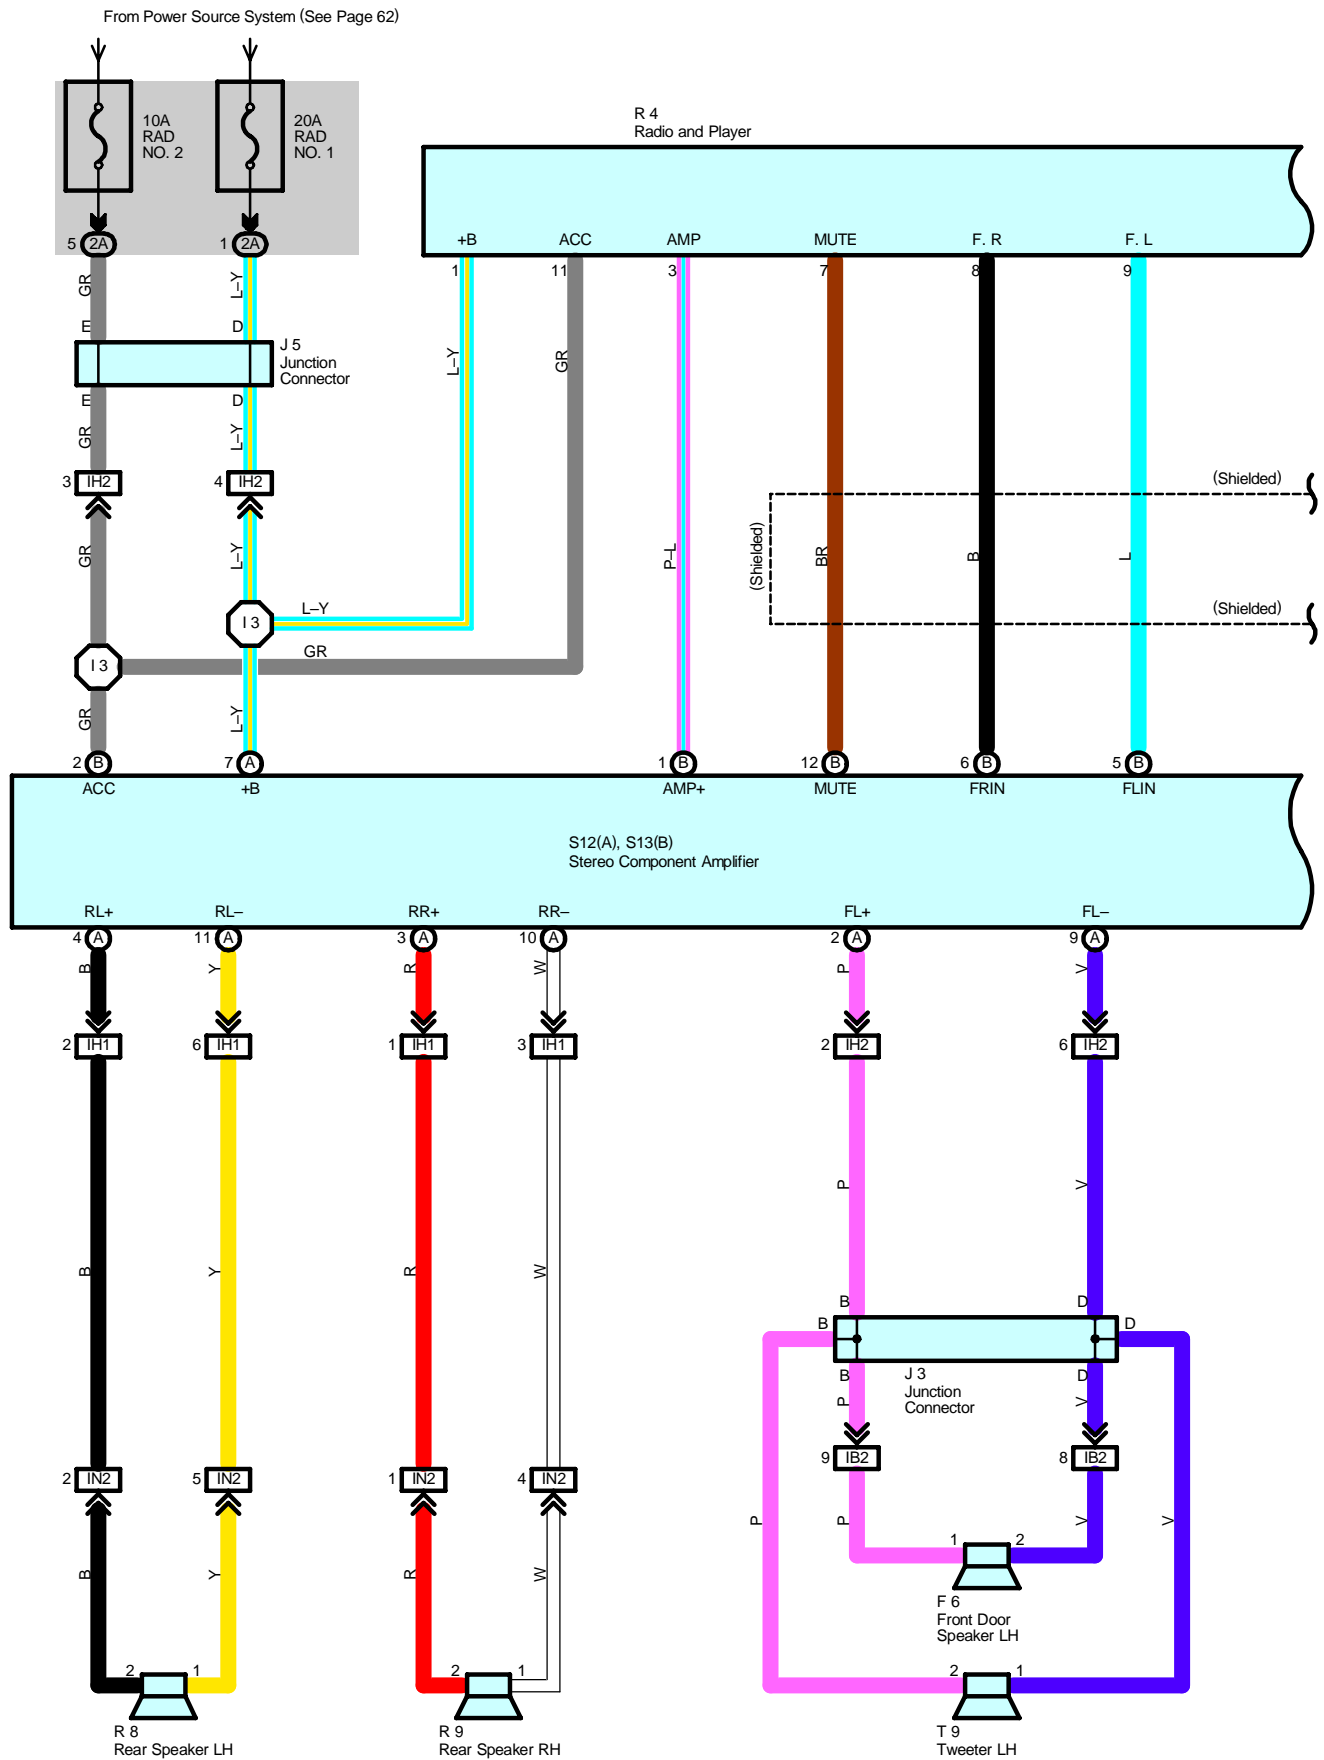 From Power Source System (See Page 62)
10A
RAD
NO. 2
20A
RAD
NO. 1
R 4
Radio and Player
5 2A
1 2A
+B ACC AMP MUTE F. R F. L
1 11 3 7 8 9
GR
L–Y
E D
J 5
Junction
Connector
E D
GR
L–Y
L–Y
GR
3 IH2
4 IH2
(Shielded)
GR
L–Y
P–L
(Shielded)
BR
B
L
(Shielded)
I 3
L–Y
I 3
GR
GR
L–Y
2 B
7 A
1 B
12 B
6 B
5 B
ACC +B AMP+ MUTE FRIN FLIN
S12(A), S13(B)
Stereo Component Amplifier
RL+ RL– RR+ RR– FL+ FL–
4 A
11 A
3 A
10 A
2 A
9 A
B Y R W P V
2 IH1
6 IH1
1 IH1
3 IH1
2 IH2
6 IH2
P V
B Y R W
B D
B D
J 3
Junction
Connector
B D
P V
9 IB2
8 IB2
2 IN2
5 IN2
1 IN2
4 IN2
P P V V
1 2
B Y R W
F 6
Front Door
Speaker LH
2 1
2 1
2 1
R 8
Rear Speaker LH
R 9
Rear Speaker RH
T 9
Tweeter LH